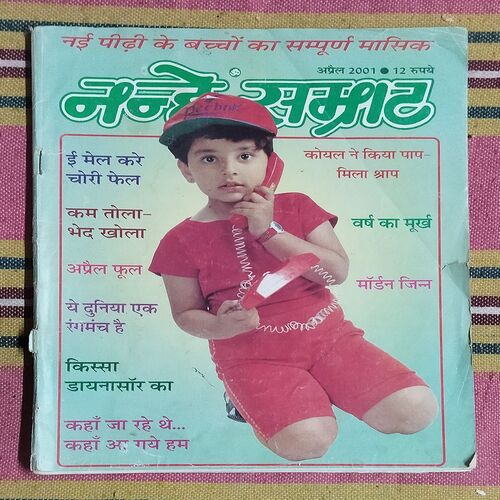 नई पीढ़ी के बच्चों का सम्पूर्ण मासिक
अप्रैल 2001 ● 12 रुपये
नन्हे सम्राट
ई मेल करे
चोरी फेल
कम तोला-
भेद खोला
अप्रैल फूल
ये दुनिया एक
रंगमंच है
किस्सा
डायनासॉर का
कहाँ जा रहे थे...
कहाँ आ गये हम
कोयल ने किया पाप-
मिला श्राप
वर्ष का मूर्ख
मॉर्डन जिन्न